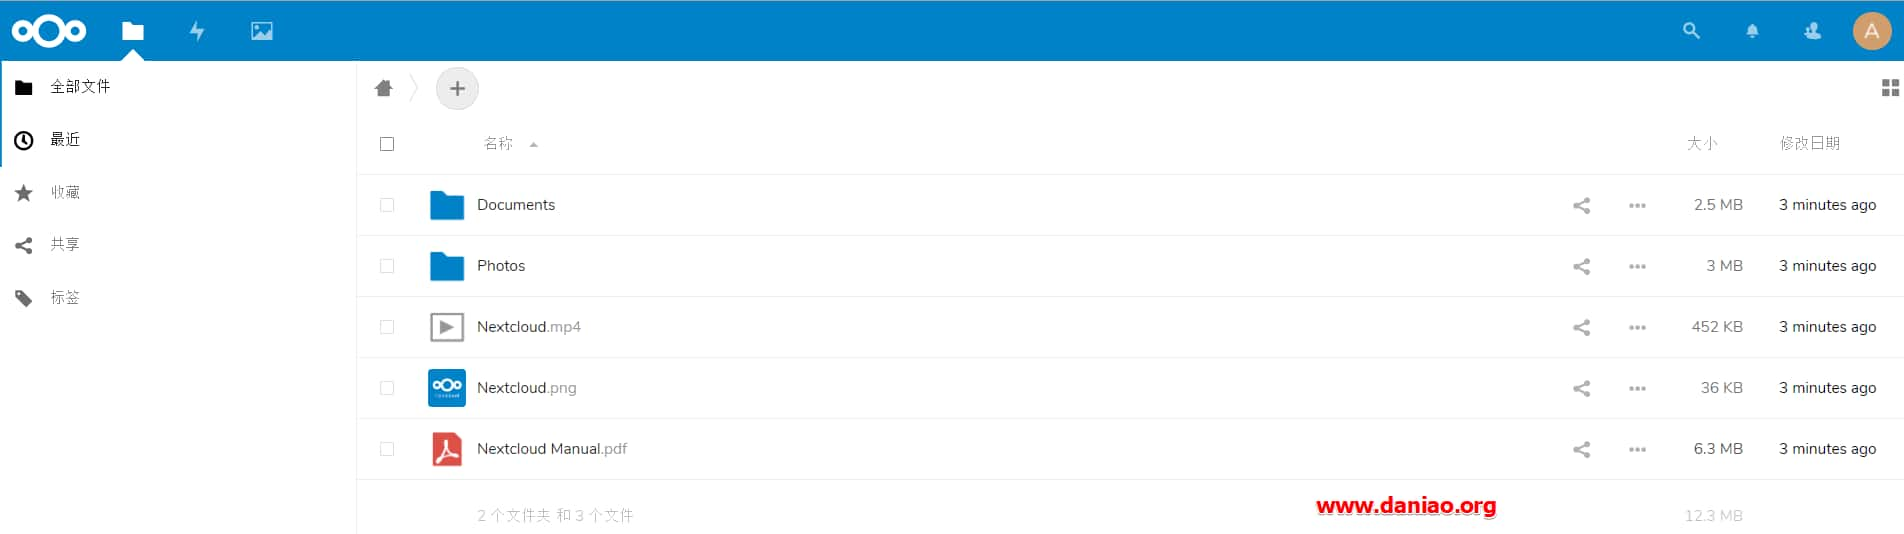 A
全部文件
最近
收藏
共享
标签
名称 大小 修改日期
Documents 2.5 MB 3 minutes ago
Photos 3 MB 3 minutes ago
Nextcloud.mp4 452 KB 3 minutes ago
Nextcloud.png 36 KB 3 minutes ago
Nextcloud Manual.pdf 6.3 MB 3 minutes ago
2 个文件夹 和 3 个文件 12.3 MB
www.daniao.org